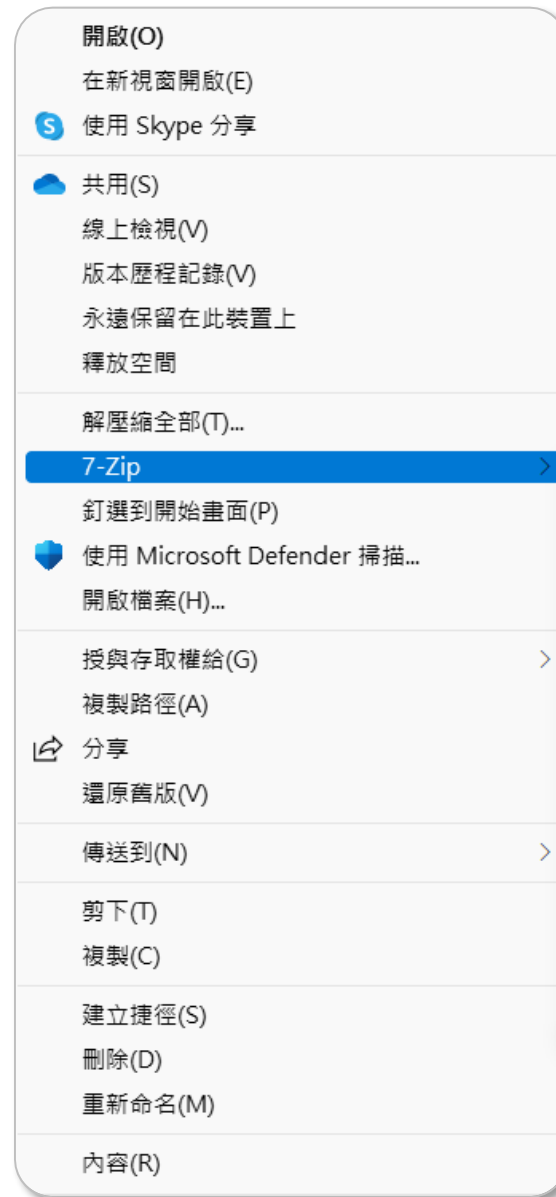 開啟(O)
在新視窗開啟(E)
使用 Skype 分享
共用(S)
線上檢視(V)
版本歷程記錄(V)
永遠保留在此裝置上
釋放空間
解壓縮全部(T)...
7-Zip
釘選到開始畫面(P)
使用 Microsoft Defender 掃描...
開啟檔案(H)...
授與存取權給(G)
複製路徑(A)
分享
還原舊版(V)
傳送到(N)
剪下(T)
複製(C)
建立捷徑(S)
刪除(D)
重新命名(M)
內容(R)